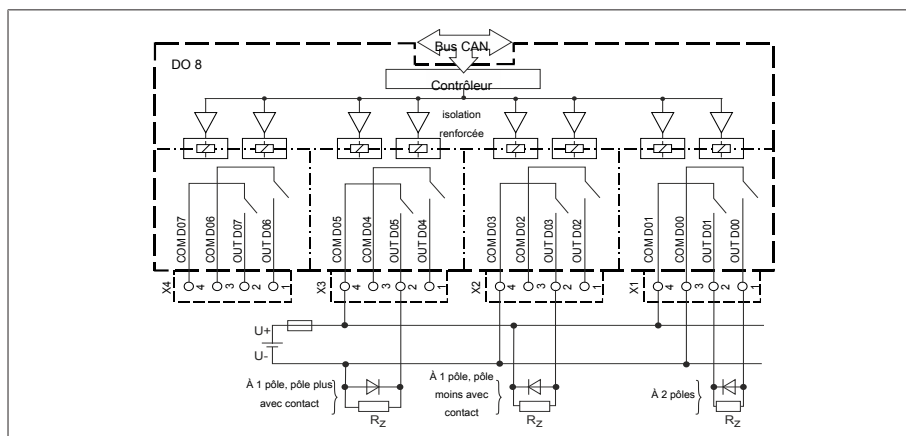 Bus CAN
DO 8
Contrôleur
isolation
renforcée
COM D07
COM D06
OUT D07
OUT D06
COM D05
COM D04
OUT D05
OUT D04
COM D03
COM D02
OUT D03
OUT D02
COM D01
COM D00
OUT D01
OUT D00
X4
4
3
2
1
X3
4
3
2
1
X2
4
3
2
1
X1
4
3
2
1
U+
U-
À 1 pôle, pôle plus
avec contact
RZ
À 1 pôle, pôle
moins avec
contact
RZ
À 2 pôles
RZ